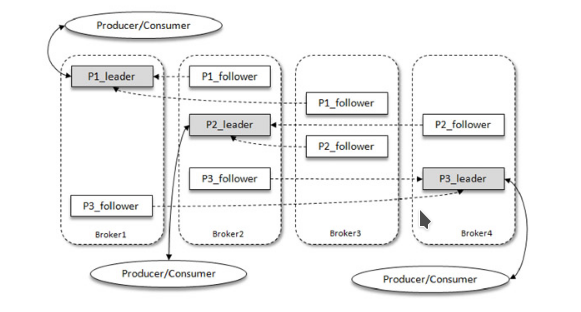 Producer/Consumer
P1_leader
P1_follower
P1_follower
P2_leader
P2_follower
P2_follower
P3_follower
P3_leader
P3_follower
Broker1
Broker2
Broker3
Broker4
Producer/Consumer
Producer/Consumer